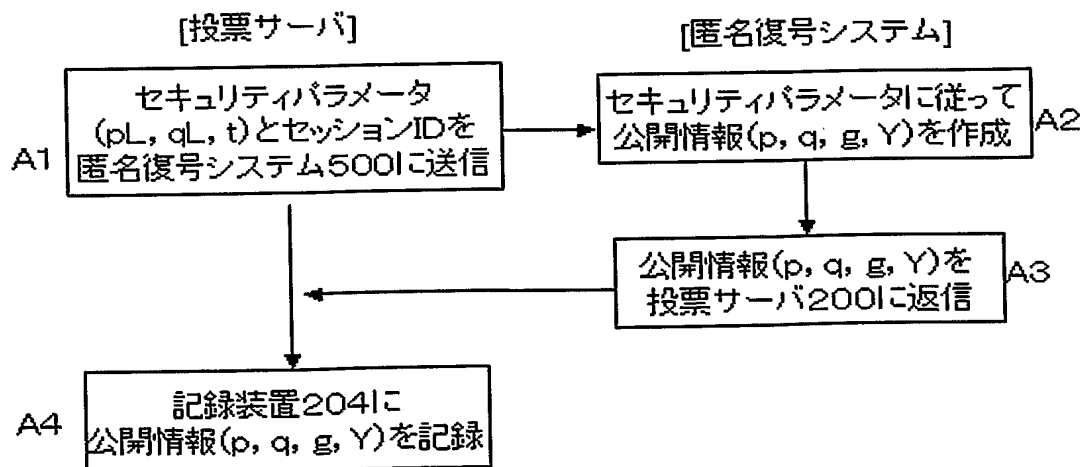 [投票サーバ]
[匿名復号システム]
A1
セキュリティパラメータ
(pL, qL, t)とセッションIDを
匿名復号システム500に送信
セキュリティパラメータに従って
公開情報(p, q, g, Y)を作成
A2
公開情報(p, q, g, Y)を
投票サーバ200に返信
A3
A4
記録装置204に
公開情報(p, q, g, Y)を記録